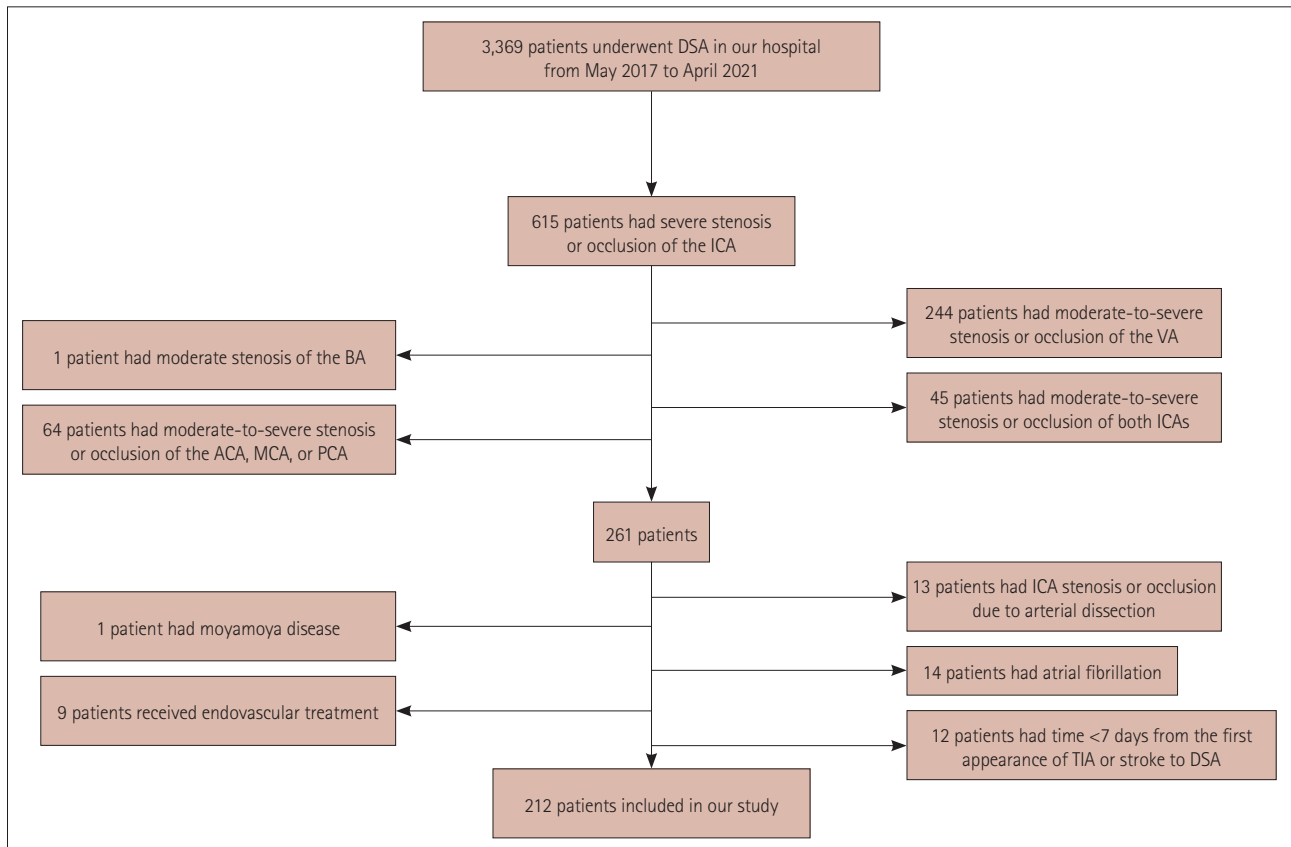 3,369 patients underwent DSA in our hospital
from May 2017 to April 2021
615 patients had severe stenosis
or occlusion of the ICA
244 patients had moderate-to-severe
stenosis or occlusion of the VA
1 patient had moderate stenosis of the BA
45 patients had moderate-to-severe
stenosis or occlusion of both ICAs
64 patients had moderate-to-severe stenosis
or occlusion of the ACA, MCA, or PCA
261 patients
13 patients had ICA stenosis or occlusion
due to arterial dissection
1 patient had moyamoya disease
14 patients had atrial fibrillation
9 patients received endovascular treatment
12 patients had time <7 days from the first
appearance of TIA or stroke to DSA
212 patients included in our study